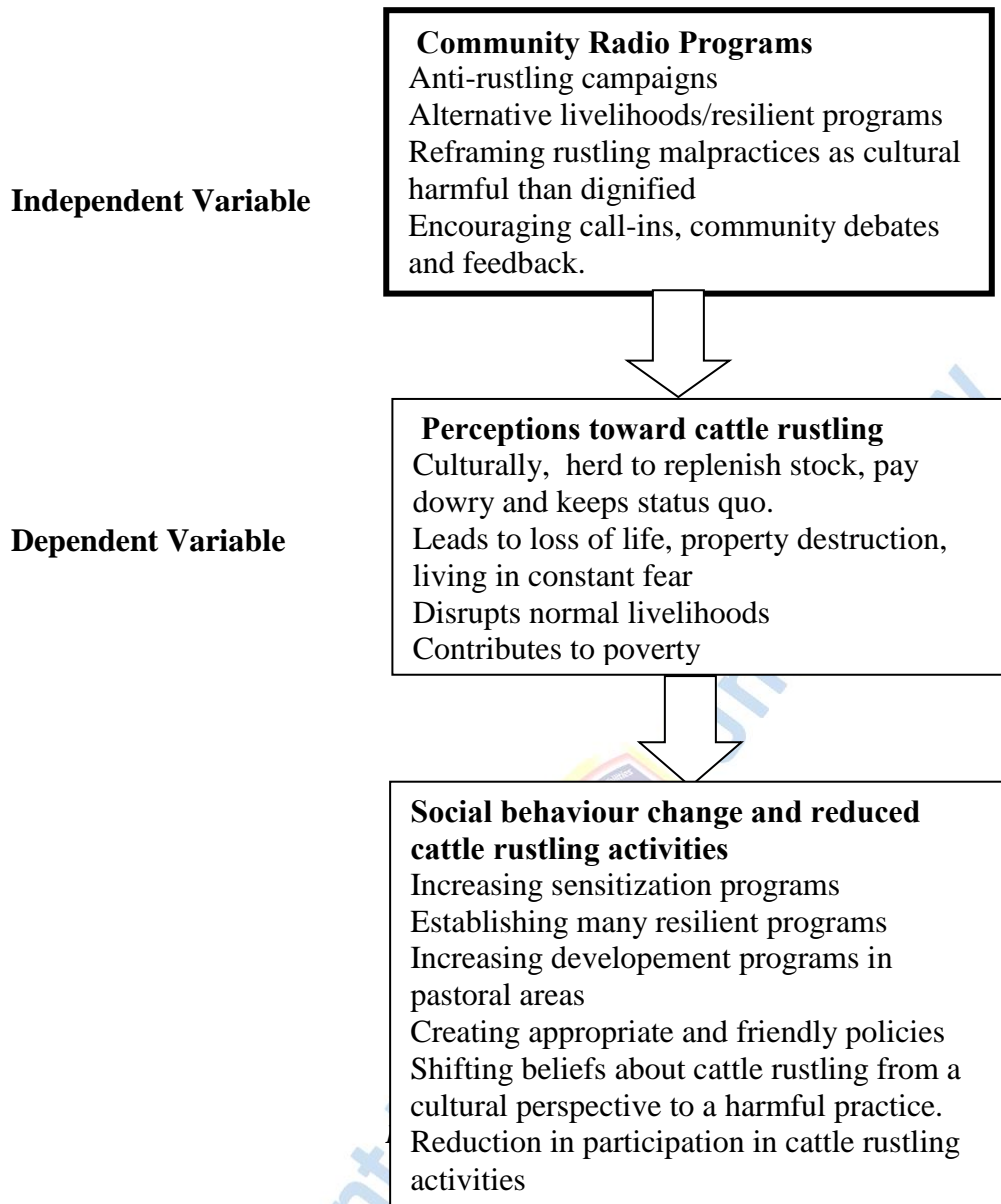 Community Radio Programs
Anti-rustling campaigns
Alternative livelihoods/resilient programs
Reframing rustling malpractices as cultural
harmful than dignified
Encouraging call-ins, community debates
and feedback.
Independent Variable
Perceptions toward cattle rustling
Culturally, herd to replenish stock, pay
dowry and keeps status quo.
Leads to loss of life, property destruction,
living in constant fear
Disrupts normal livelihoods
Contributes to poverty
Dependent Variable
Social behaviour change and reduced
cattle rustling activities
Increasing sensitization programs
Establishing many resilient programs
Increasing developement programs in
pastoral areas
Creating appropriate and friendly policies
Shifting beliefs about cattle rustling from a
cultural perspective to a harmful practice.
Reduction in participation in cattle rustling
activities